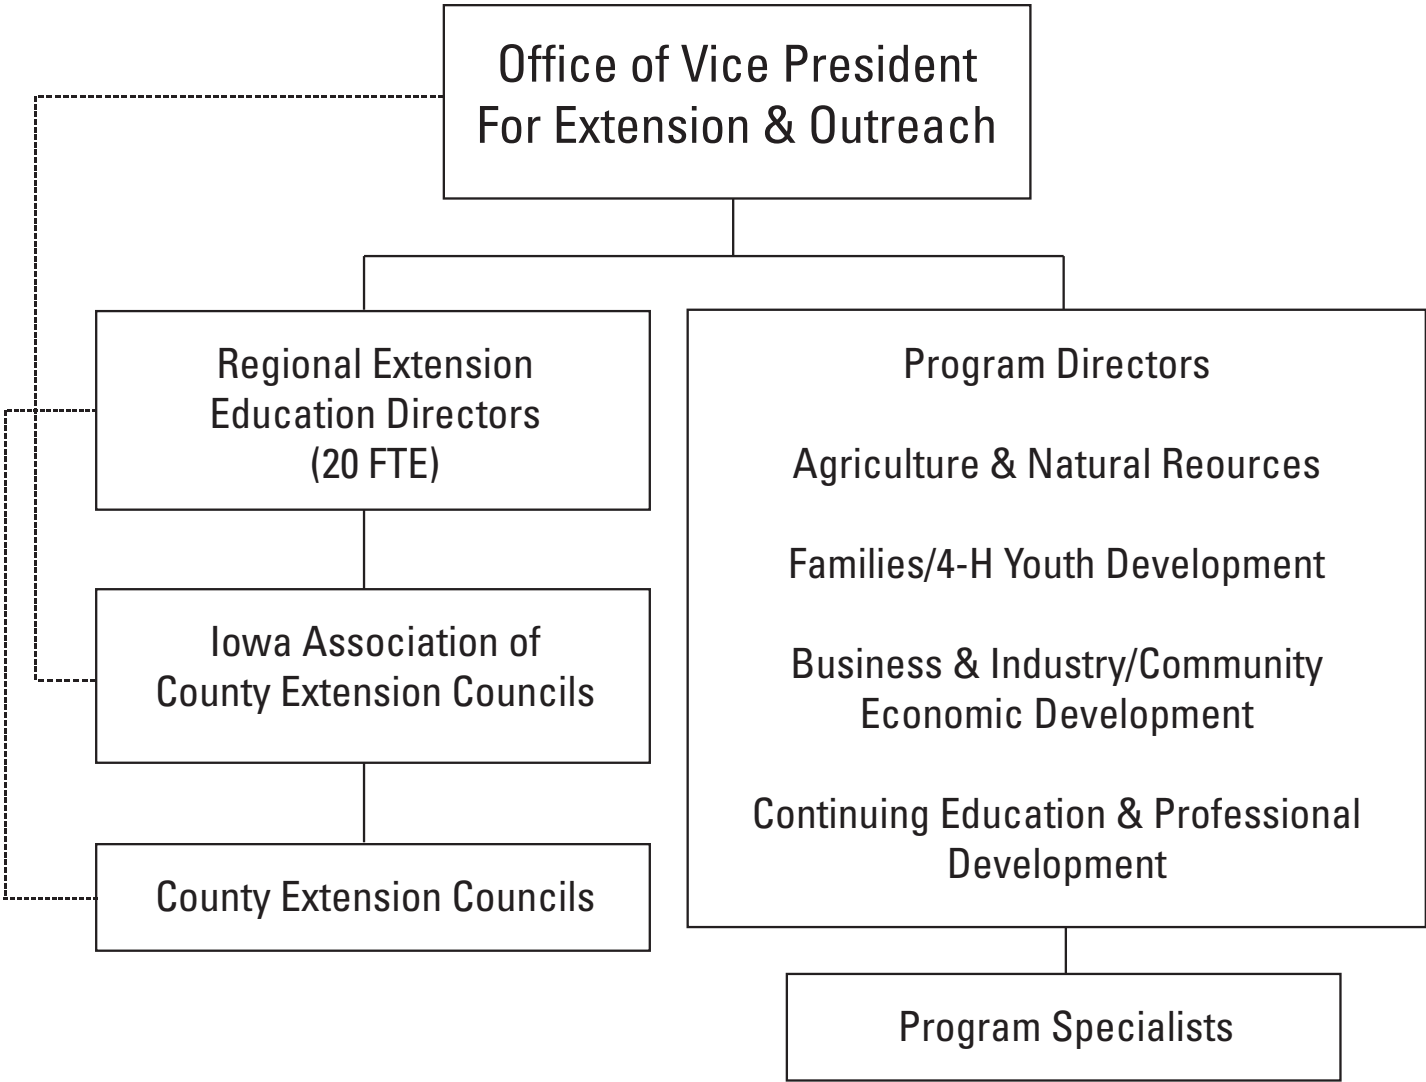 Office of Vice President
For Extension & Outreach
Regional Extension
Education Directors
(20 FTE)
Iowa Association of
County Extension Councils
County Extension Councils
Program Directors
Agriculture & Natural Reources
Families/4-H Youth Development
Business & Industry/Community
Economic Development
Continuing Education & Professional
Development
Program Specialists